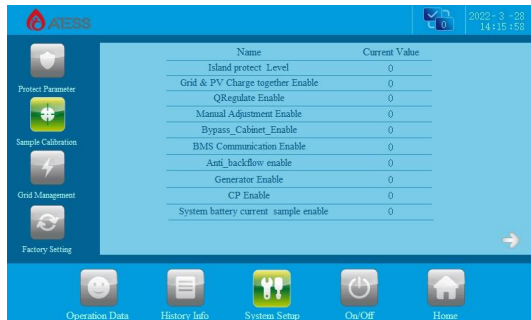 ATESS
0
2022- 3 -28
14:15:58
Protect Parameter
Sample Calibration
Grid Management
Factory Setting
Name Current Value
Island protect Level 0
Grid & PV Charge together Enable 0
QRegulate Enable 0
Manual Adjustment Enable 0
Bypass_Cabinet_Enable 0
BMS Communication Enable 0
Anti_backflow enable 0
Generator Enable 0
CP Enable 0
System battery current sample enable 0
Operation Data
History Info
System Setup
On/Off
Home